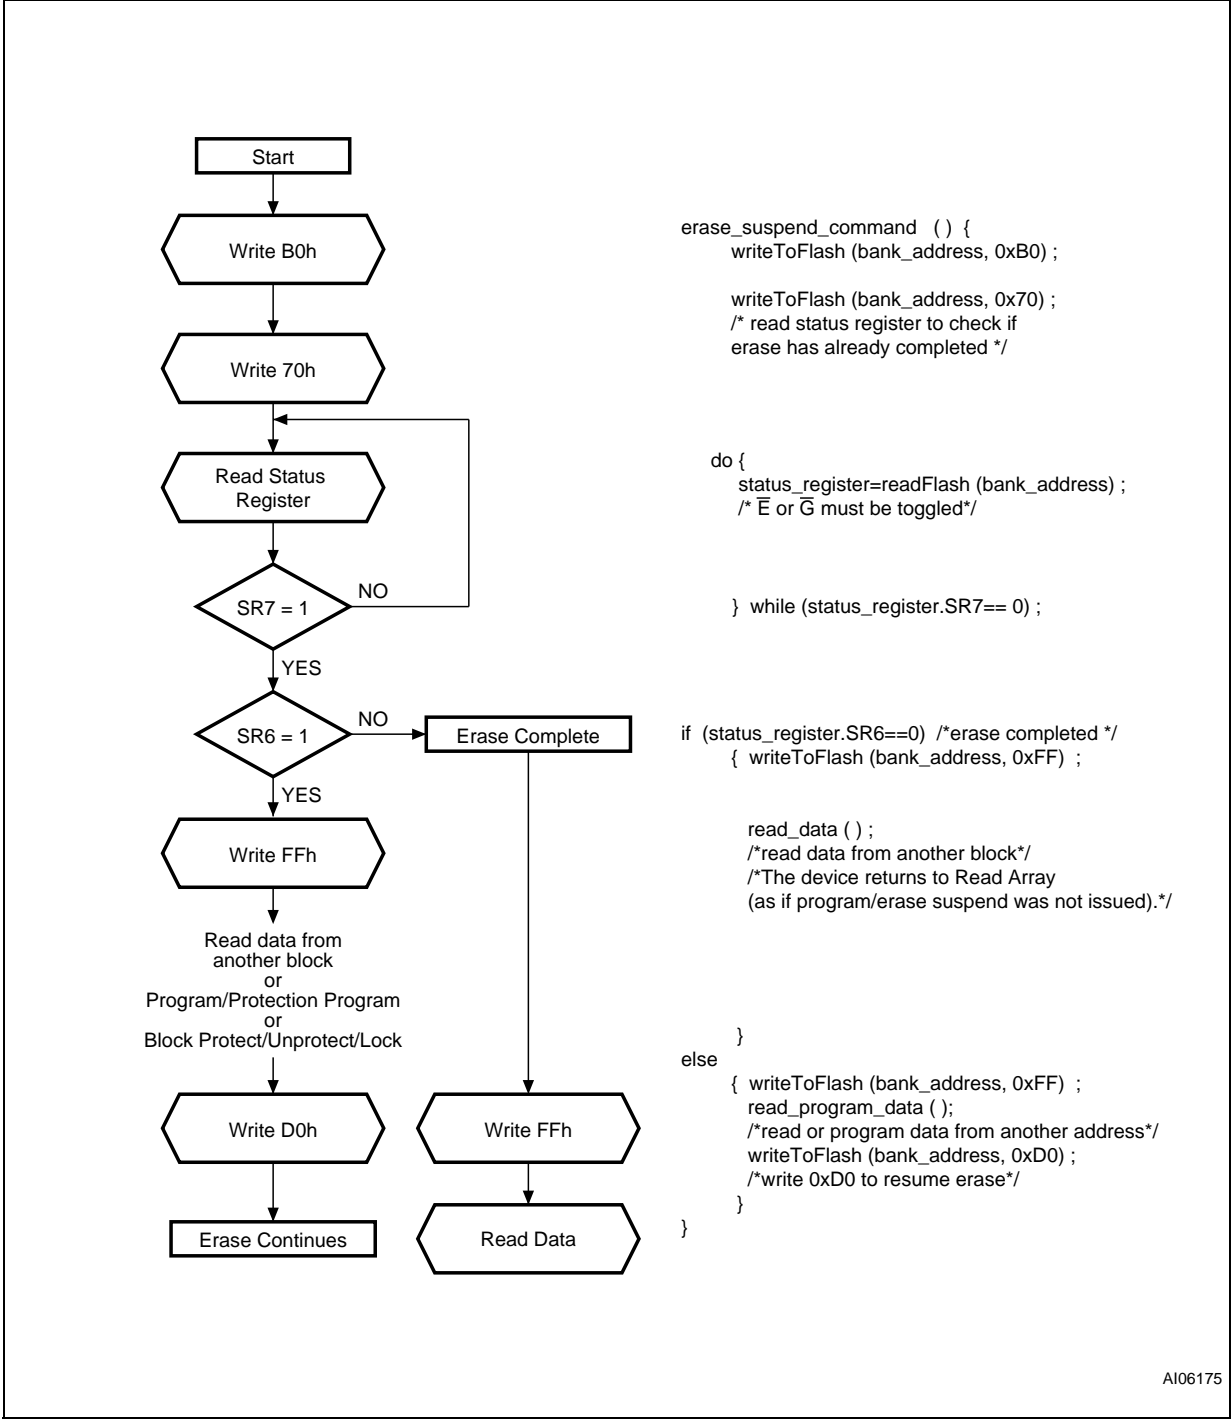 Start
Write B0h
Write 70h
Read Status
Register
SR7 = 1
NO
YES
SR6 = 1
NO
Erase Complete
YES
Write FFh
Read data from
another block
or
Program/Protection Program
or
Block Protect/Unprotect/Lock
Write D0h
Write FFh
Erase Continues
Read Data
erase_suspend_command ( ) {
writeToFlash (bank_address, 0xB0) ;
writeToFlash (bank_address, 0x70) ;
/* read status register to check if
erase has already completed */
do {
status_register=readFlash (bank_address) ;
/* E̅ or G̅ must be toggled*/
} while (status_register.SR7== 0) ;
if (status_register.SR6==0) /*erase completed */
{ writeToFlash (bank_address, 0xFF) ;
read_data ( ) ;
/*read data from another block*/
/*The device returns to Read Array
(as if program/erase suspend was not issued).*/
}
else
{ writeToFlash (bank_address, 0xFF) ;
read_program_data ( );
/*read or program data from another address*/
writeToFlash (bank_address, 0xD0) ;
/*write 0xD0 to resume erase*/
}
}
AI06175